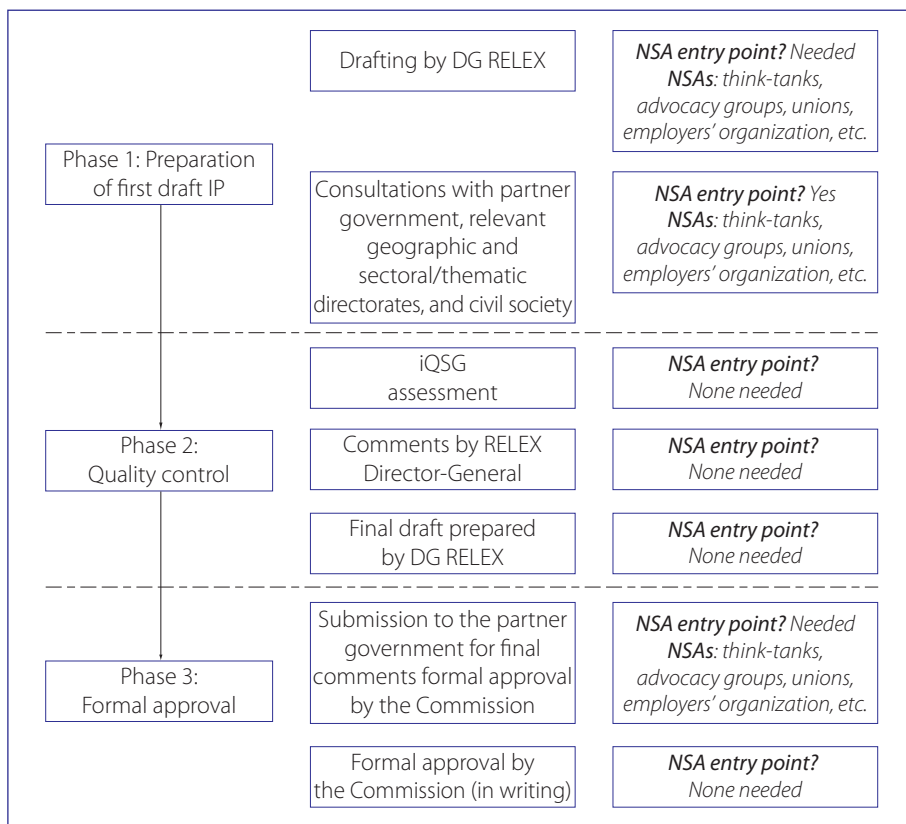 Drafting by DG RELEX
NSA entry point? Needed
NSAs: think-tanks,
advocacy groups, unions,
employers’ organization, etc.
Phase 1: Preparation
of first draft IP
Consultations with partner
government, relevant
geographic and
sectoral/thematic
directorates, and civil society
NSA entry point? Yes
NSAs: think-tanks,
advocacy groups, unions,
employers’ organization, etc.
iQSG
assessment
NSA entry point?
None needed
Phase 2:
Quality control
Comments by RELEX
Director-General
NSA entry point?
None needed
Final draft prepared
by DG RELEX
NSA entry point?
None needed
Phase 3:
Formal approval
Submission to the partner
government for final
comments formal approval
by the Commission
NSA entry point? Needed
NSAs: think-tanks,
advocacy groups, unions,
employers’ organization, etc.
Formal approval by
the Commission (in writing)
NSA entry point?
None needed